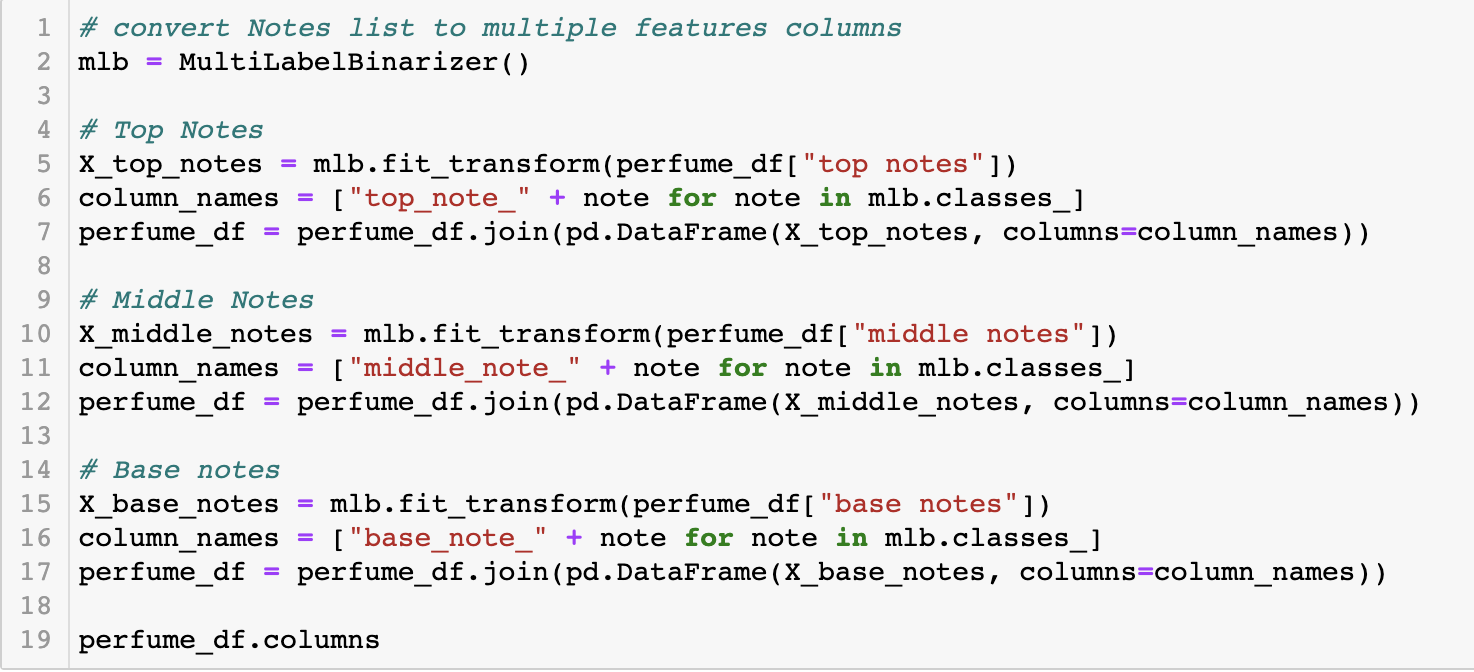 1 # convert Notes list to multiple features columns
2 mlb = MultiLabelBinarizer()
3
4 # Top Notes
5 X_top_notes = mlb.fit_transform(perfume_df["top notes"])
6 column_names = ["top_note_" + note for note in mlb.classes_]
7 perfume_df = perfume_df.join(pd.DataFrame(X_top_notes, columns=column_names))
8
9 # Middle Notes
10 X_middle_notes = mlb.fit_transform(perfume_df["middle notes"])
11 column_names = ["middle_note_" + note for note in mlb.classes_]
12 perfume_df = perfume_df.join(pd.DataFrame(X_middle_notes, columns=column_names))
13
14 # Base notes
15 X_base_notes = mlb.fit_transform(perfume_df["base notes"])
16 column_names = ["base_note_" + note for note in mlb.classes_]
17 perfume_df = perfume_df.join(pd.DataFrame(X_base_notes, columns=column_names))
18
19 perfume_df.columns